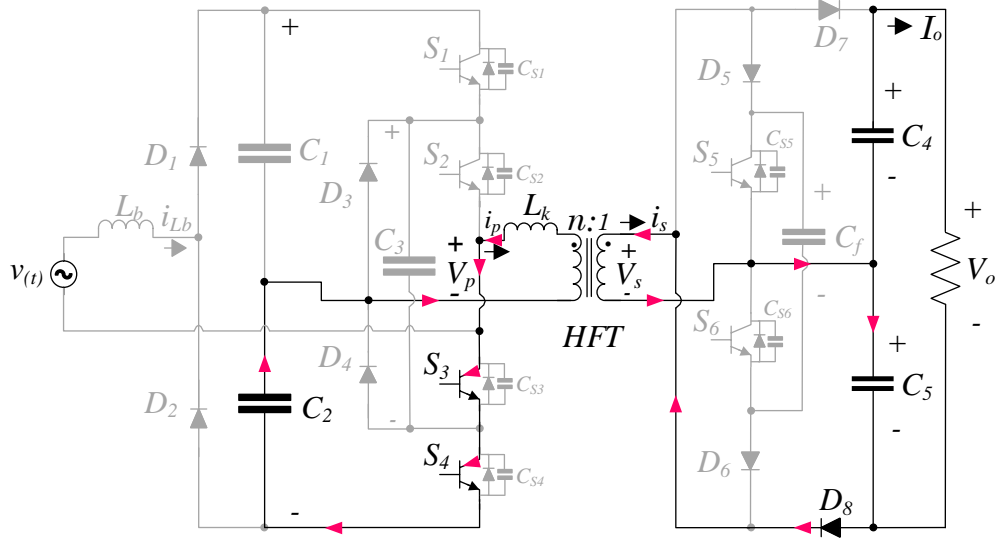 +
S1
CS1
D7
Io
D5
+
+
C4
D1
C1
S2
CS2
S5
CS5
D3
-
Lb
iLb
C3
ip
Lk
n:1
is
+
Cf
+
v(t)
+
Vp
-
+
Vs
-
Vo
-
S6
CS6
-
HFT
+
C5
D4
S3
CS3
D2
C2
-
-
S4
CS4
D6
D8
-